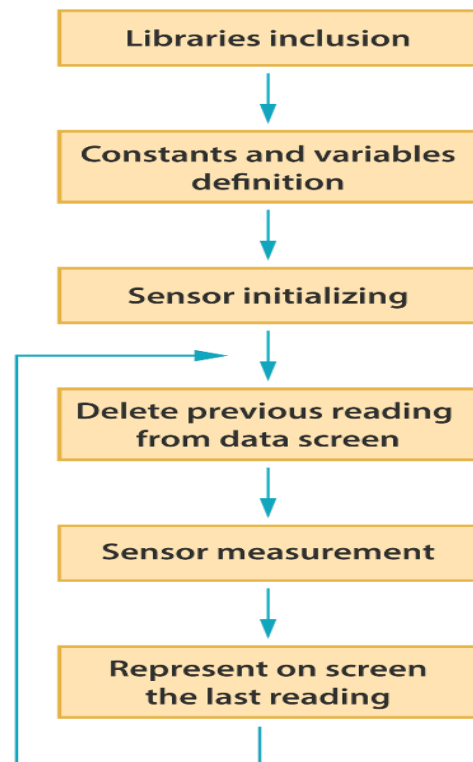 Libraries inclusion
Constants and variables
definition
Sensor initializing
Delete previous reading
from data screen
Sensor measurement
Represent on screen
the last reading